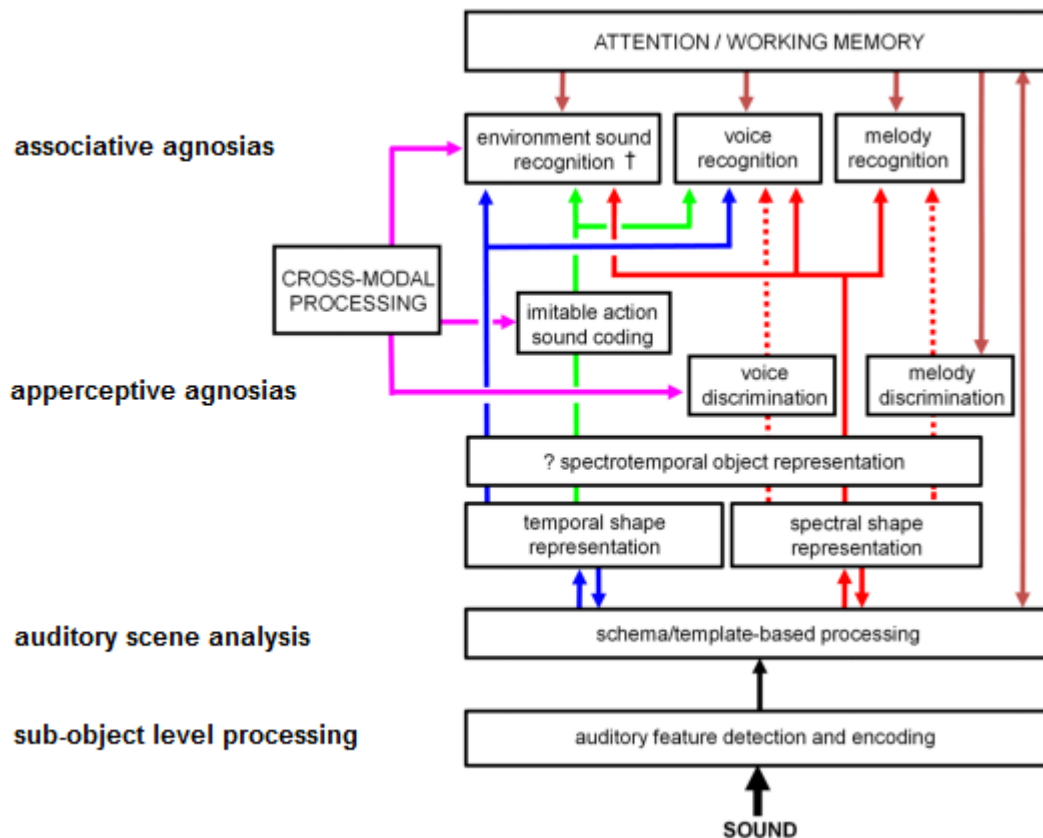 ATTENTION / WORKING MEMORY
associative agnosias
environment sound
recognition †
voice
recognition
melody
recognition
CROSS-MODAL
PROCESSING
imitable action
sound coding
apperceptive agnosias
voice
discrimination
melody
discrimination
? spectrotemporal object representation
temporal shape
representation
spectral shape
representation
auditory scene analysis
schema/template-based processing
sub-object level processing
auditory feature detection and encoding
SOUND